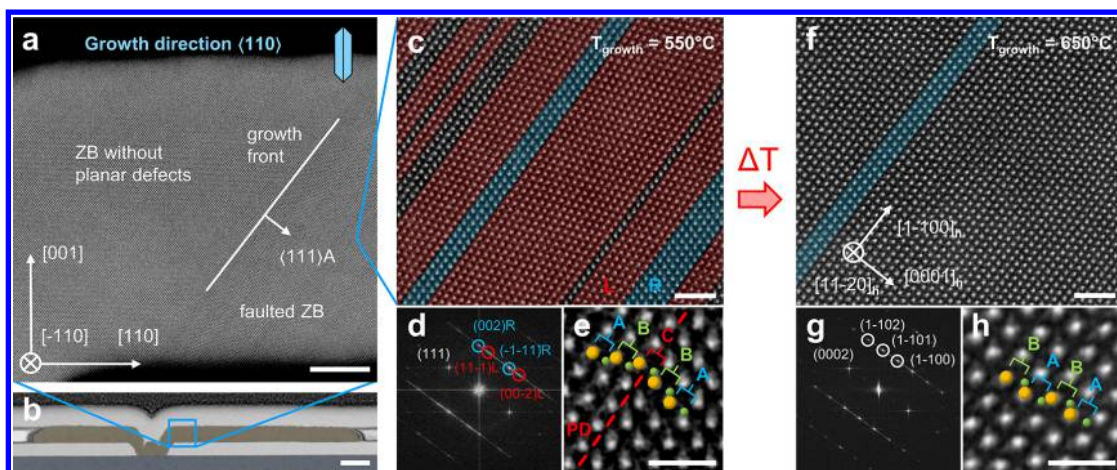 a
Growth direction ⟨110⟩
ZB without
planar defects
growth
front
(111)A
[001]
[-110]
[110]
faulted ZB
b
c
T_growth = 550°C
L
R
d
(002)R
(111)
(-1-11)R
(11-1)L
(00-2)L
e
A
B
C
B
A
PD
ΔT
f
T_growth = 650°C
[1-100]h
[11-20]h
[0001]h
g
(1-102)
(0002)
(1-101)
(1-100)
h
B
A
B
A